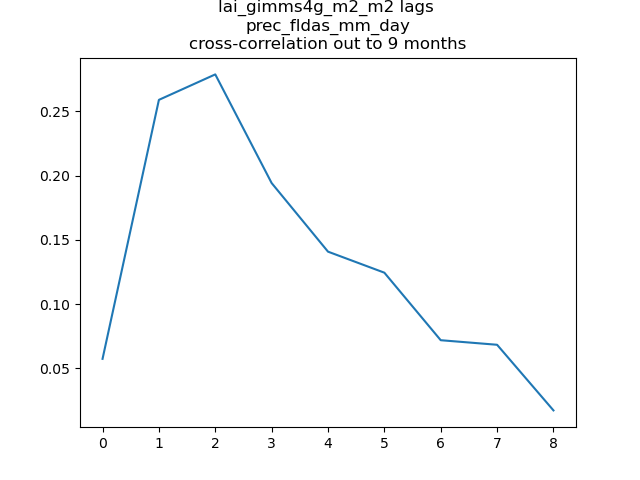 lai_gimms4g_m2_m2 lags
prec_fldas_mm_day
cross-correlation out to 9 months
0.25
0.20
0.15
0.10
0.05
0 1 2 3 4 5 6 7 8